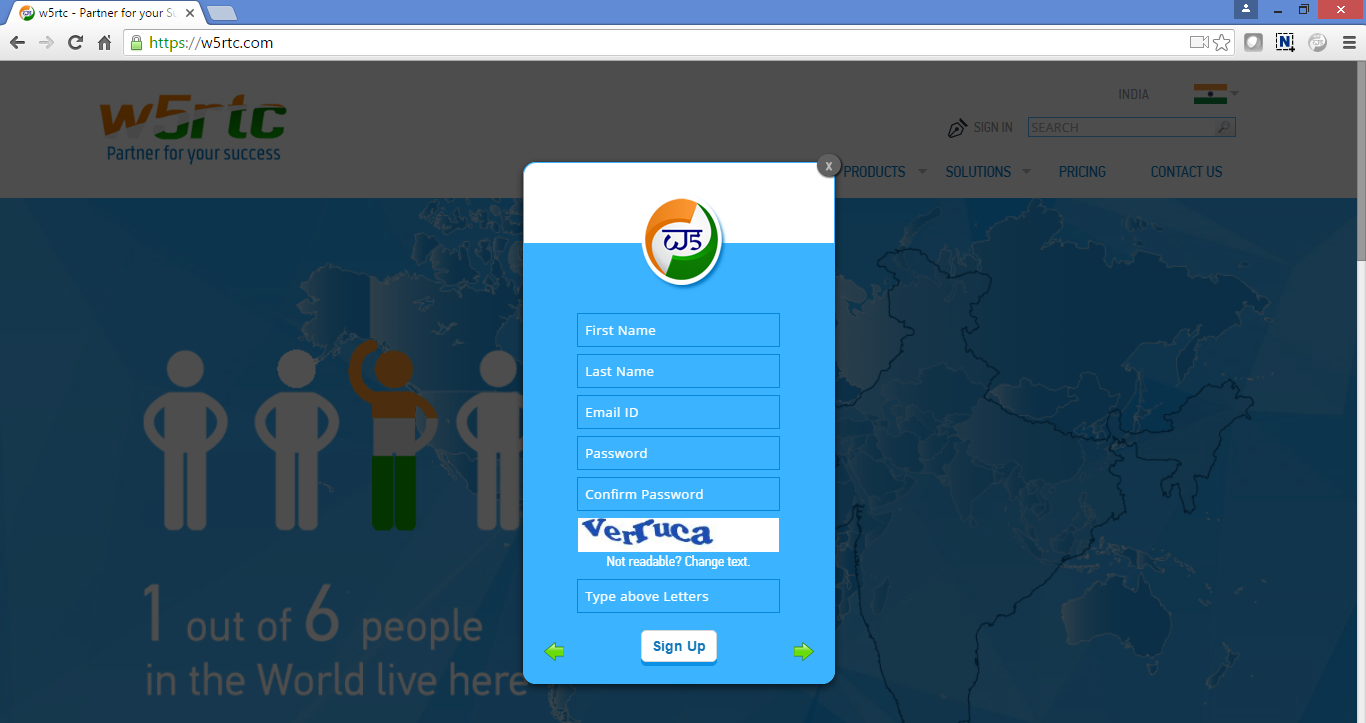 w5rtc - Partner for your Su
https://w5rtc.com
w5rtc
Partner for your success
INDIA
SIGN IN
SEARCH
PRODUCTS
SOLUTIONS
PRICING
CONTACT US
x
w5
First Name
Last Name
Email ID
Password
Confirm Password
Verruca
Not readable? Change text.
Type above Letters
Sign Up
1 out of 6 people
in the World live here